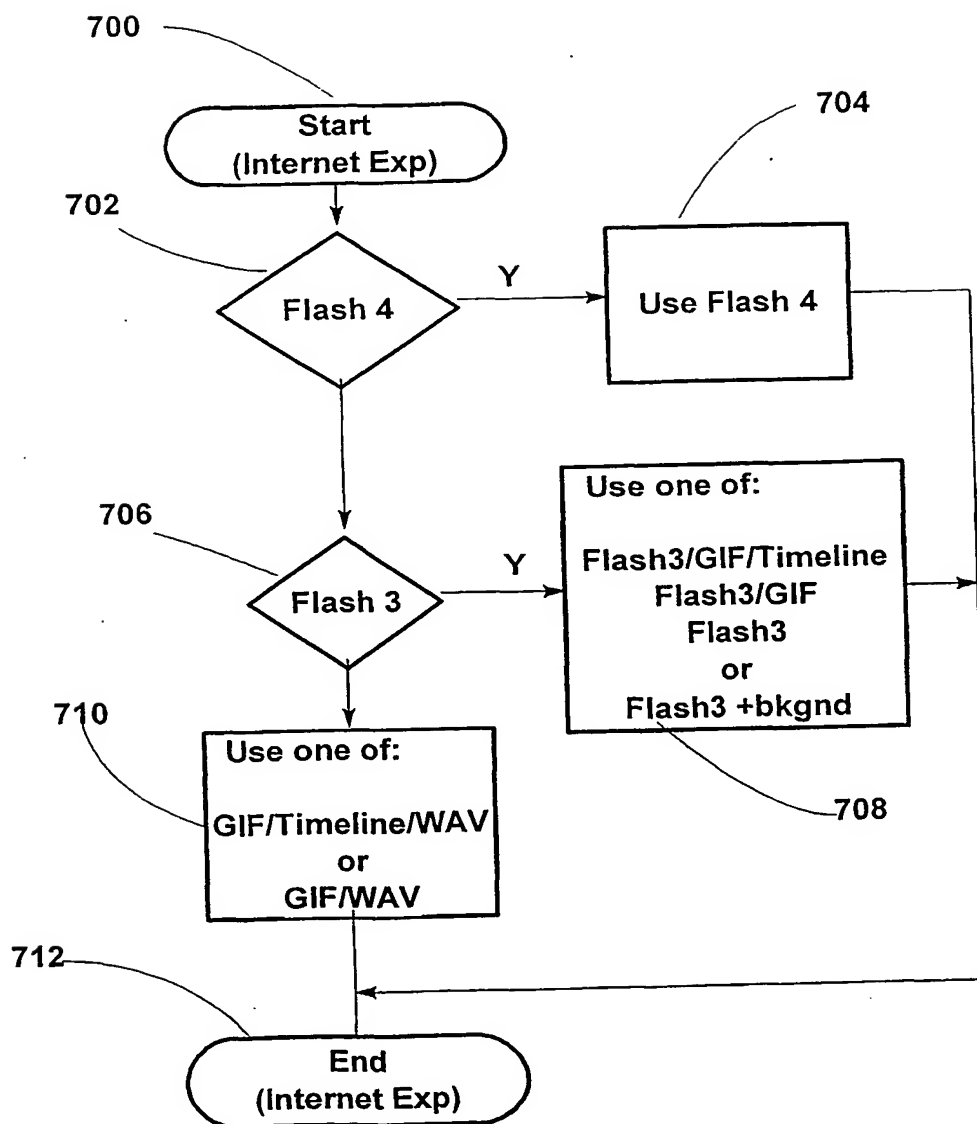 700
Start
(Internet Exp)
704
702
Flash 4
Y
Use Flash 4
706
Flash 3
Y
Use one of:
Flash3/GIF/Timeline
Flash3/GIF
Flash3
or
Flash3 +bkgnd
708
710
Use one of:
GIF/Timeline/WAV
or
GIF/WAV
712
End
(Internet Exp)